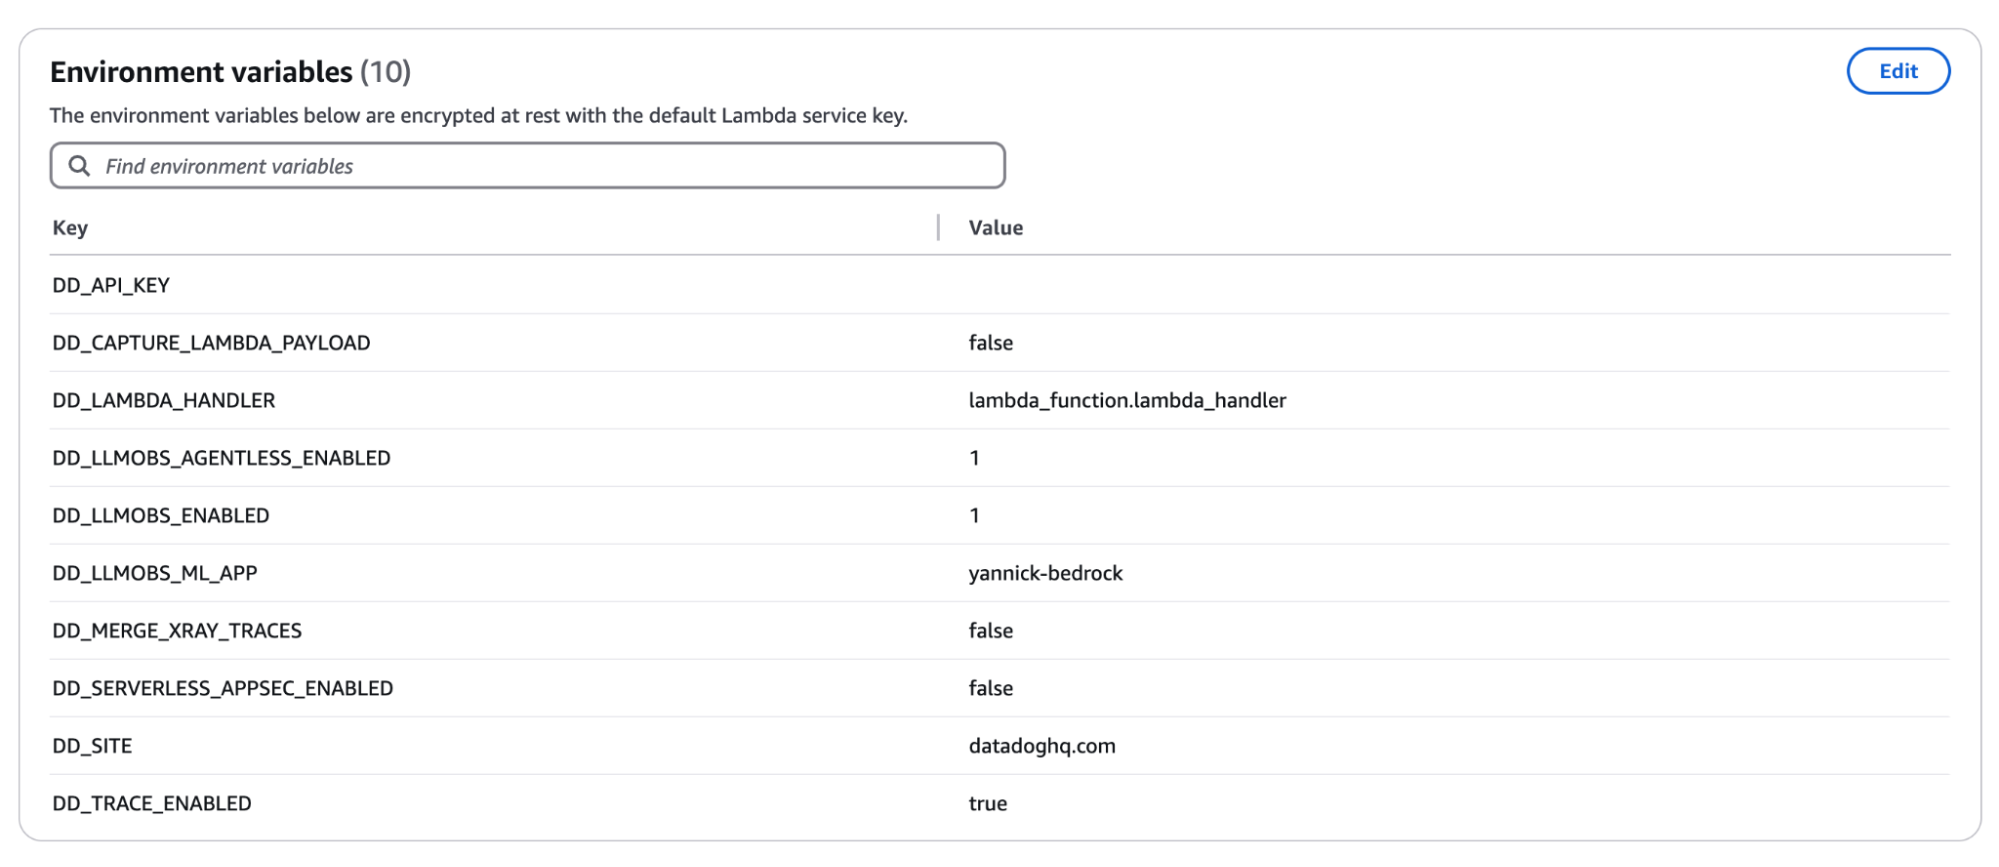 Environment variables (10)
Edit
The environment variables below are encrypted at rest with the default Lambda service key.
Find environment variables
Key Value
DD_API_KEY
DD_CAPTURE_LAMBDA_PAYLOAD false
DD_LAMBDA_HANDLER lambda_function.lambda_handler
DD_LLMOBS_AGENTLESS_ENABLED 1
DD_LLMOBS_ENABLED 1
DD_LLMOBS_ML_APP yannick-bedrock
DD_MERGE_XRAY_TRACES false
DD_SERVERLESS_APPSEC_ENABLED false
DD_SITE datadoghq.com
DD_TRACE_ENABLED true